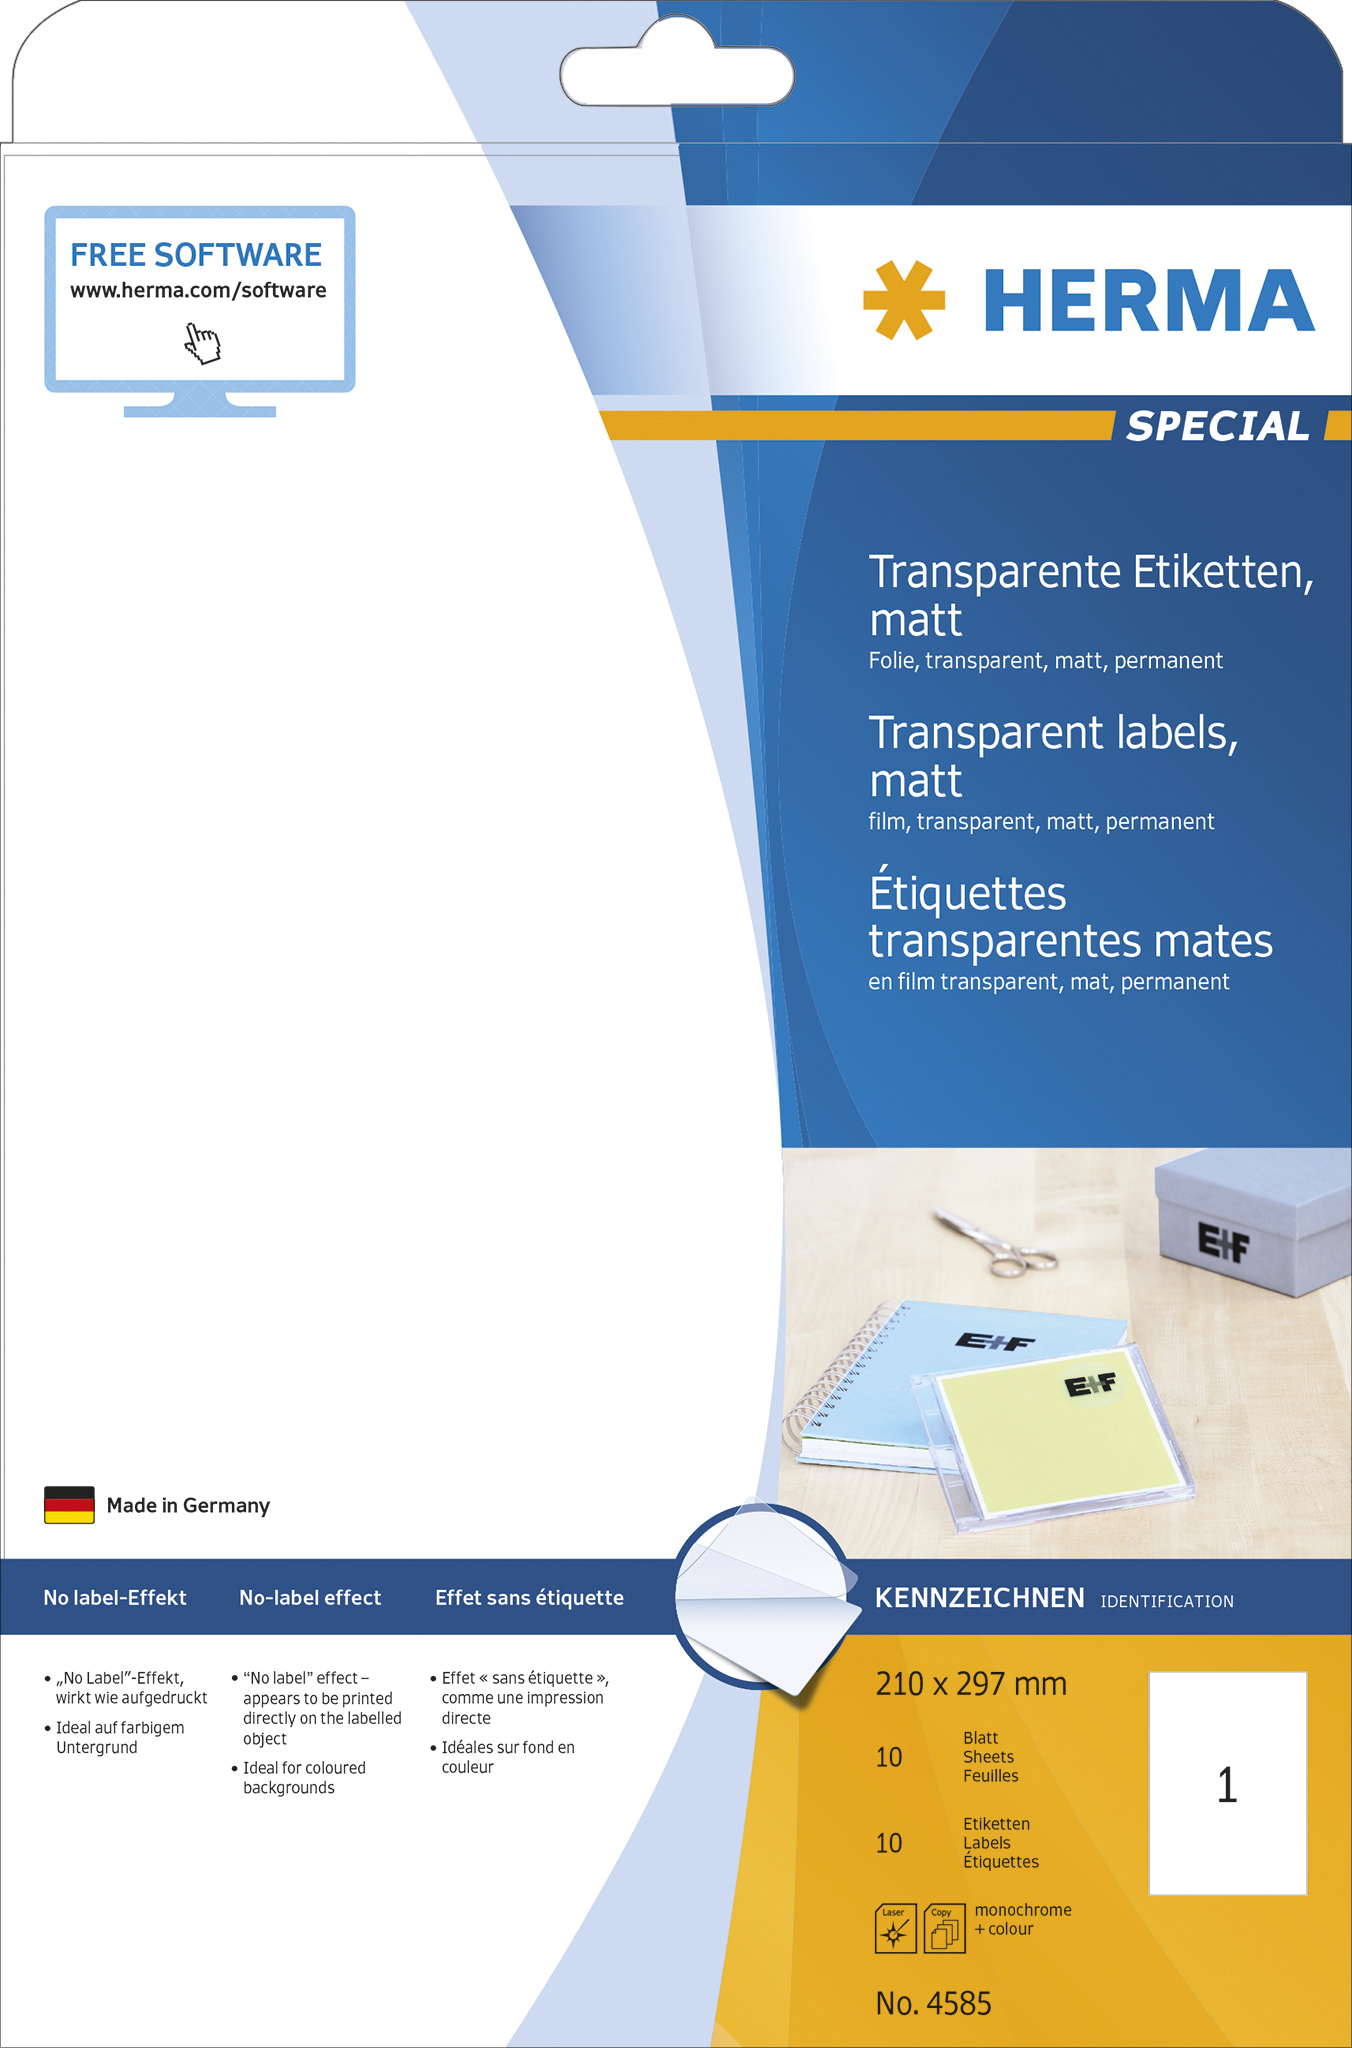 FREE SOFTWARE
www.herma.com/software
HERMA
SPECIAL
Transparente Etiketten,
matt
Folie, transparent, matt, permanent
Transparent labels,
matt
film, transparent, matt, permanent
Étiquettes
transparentes mates
en film transparent, mat, permanent
E+F
E+F
E+F
Made in Germany
No label-Effekt
No-label effect
Effet sans étiquette
KENNZEICHNEN IDENTIFICATION
• „No Label”-Effekt,
wirkt wie aufgedruckt
• Ideal auf farbigem
Untergrund
• “No label” effect –
appears to be printed
directly on the labelled
object
• Ideal for coloured
backgrounds
• Effet « sans étiquette »,
comme une impression
directe
• Idéales sur fond en
couleur
210 x 297 mm
10
Blatt
Sheets
Feuilles
10
Etiketten
Labels
Étiquettes
1
Laser
Copy
monochrome
+ colour
No. 4585